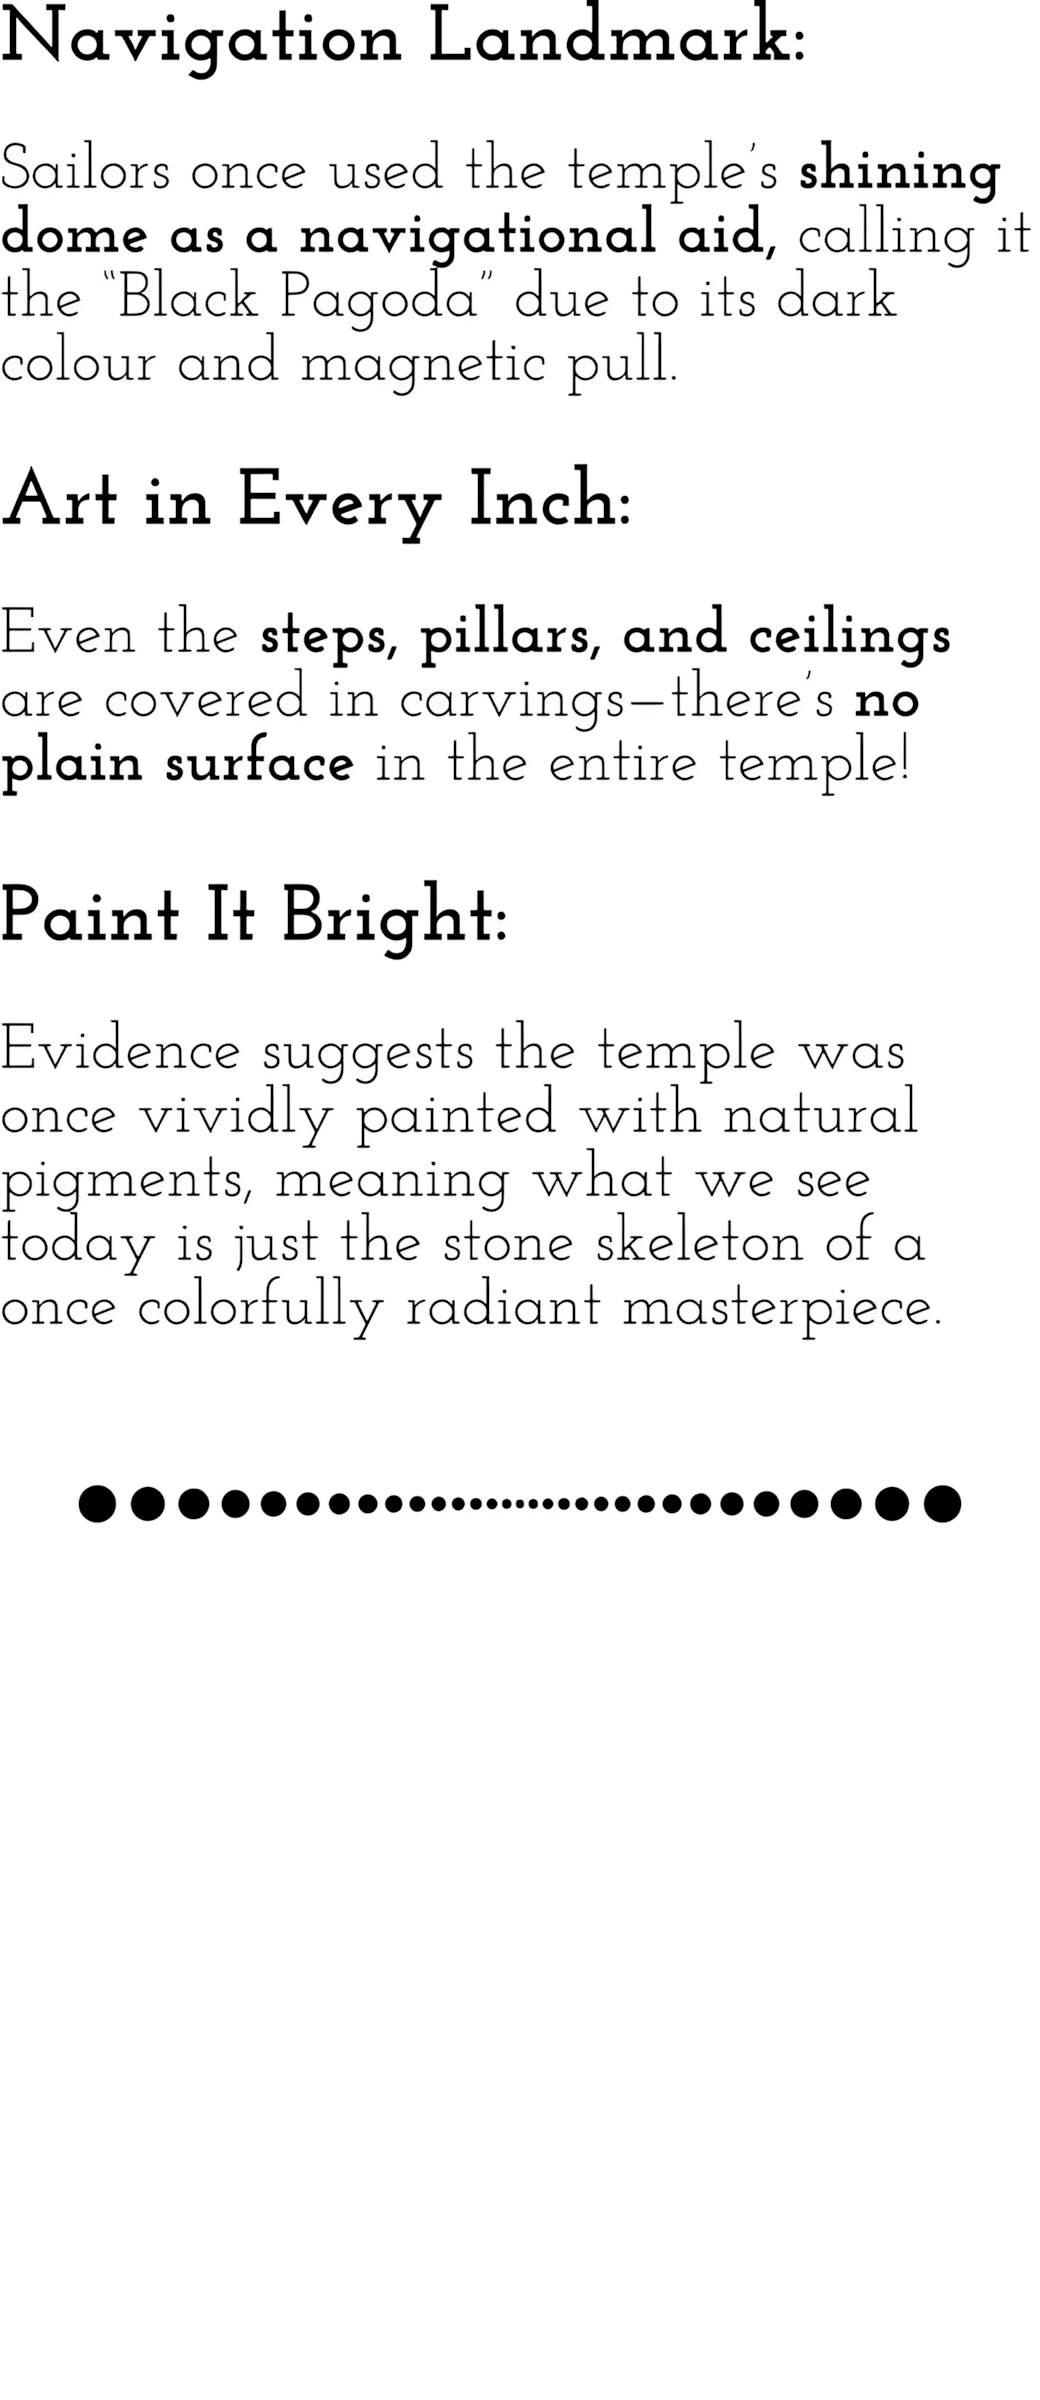 Navigation Landmark:
Sailors once used the temple's shining
dome as a navigational aid, calling it
the “Black Pagoda” due to its dark
colour and magnetic pull.
Art in Every Inch:
Even the steps, pillars, and ceilings
are covered in carvings—there's no
plain surface in the entire temple!
Paint It Bright:
Evidence suggests the temple was
once vividly painted with natural
pigments, meaning what we see
today is just the stone skeleton of a
once colorfully radiant masterpiece.